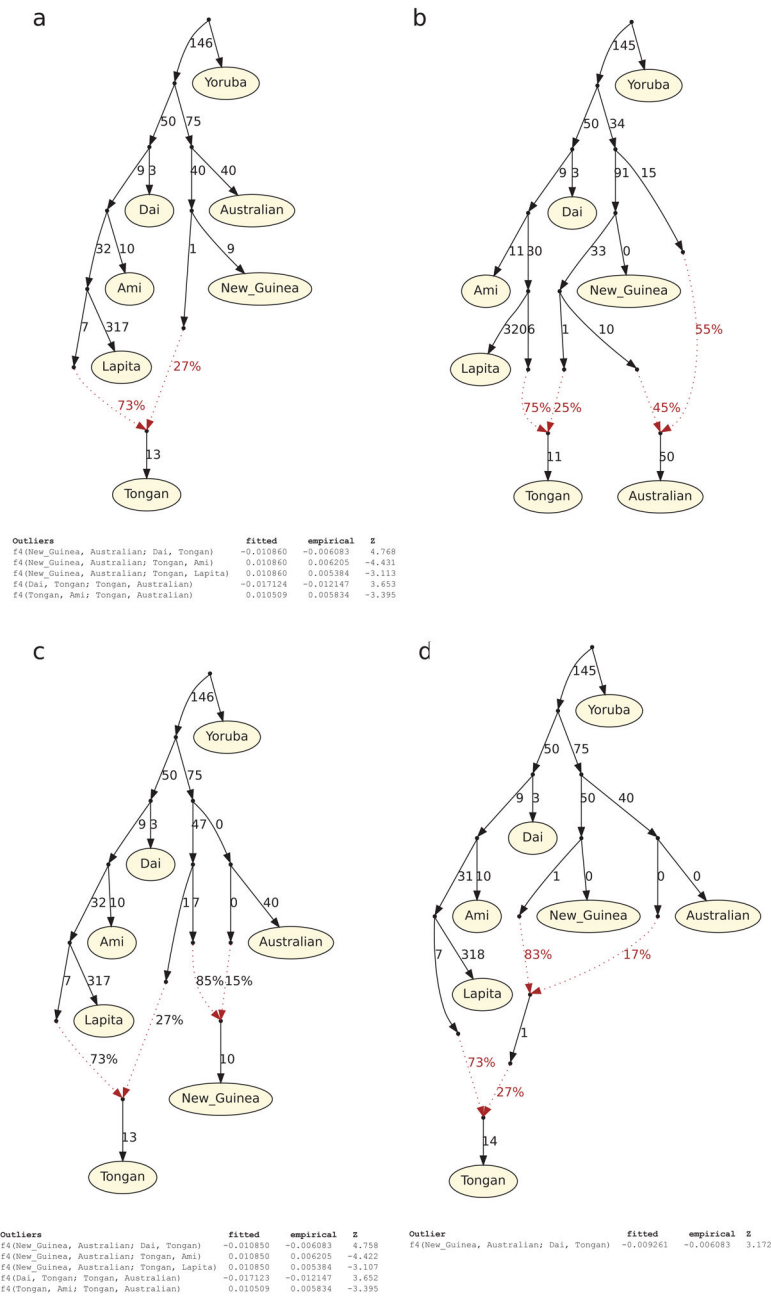 a
146
Yoruba
50 75
9 3 40 40
Dai Australian
32 10 1 9
Ami New_Guinea
7 317
Lapita 27%
73%
13
Tongan
Outliers fitted empirical Z
f4(New_Guinea, Australian; Dai, Tongan) -0.010860 -0.006083 4.768
f4(New_Guinea, Australian; Tongan, Ami) 0.010860 0.006205 -4.431
f4(New_Guinea, Australian; Tongan, Lapita) 0.010860 0.005384 -3.113
f4(Dai, Tongan; Tongan, Australian) -0.017124 -0.012147 3.653
f4(Tongan, Ami; Tongan, Australian) 0.010509 0.005834 -3.395
b
145
Yoruba
50 34
9 3 91 15
Dai
11 30 33 0
Ami New_Guinea
320 6 1 10 55%
Lapita
75% 25% 45%
11 50
Tongan Australian
c
146
Yoruba
50 75
9 3 47 0
Dai
32 10 17 0 40
Ami Australian
7 317 85% 15%
Lapita 27%
73% 10
New_Guinea
13
Tongan
Outliers fitted empirical Z
f4(New_Guinea, Australian; Dai, Tongan) -0.010850 -0.006083 4.758
f4(New_Guinea, Australian; Tongan, Ami) 0.010850 0.006205 -4.422
f4(New_Guinea, Australian; Tongan, Lapita) 0.010850 0.005384 -3.107
f4(Dai, Tongan; Tongan, Australian) -0.017123 -0.012147 3.652
f4(Tongan, Ami; Tongan, Australian) 0.010509 0.005834 -3.395
d
145
Yoruba
50 75
9 3 50 40
Dai
31 10 1 0 0 0
Ami New_Guinea Australian
7 318 83% 17%
Lapita
1
73%
27%
14
Tongan
Outlier fitted empirical Z
f4(New_Guinea, Australian; Dai, Tongan) -0.009261 -0.006083 3.172